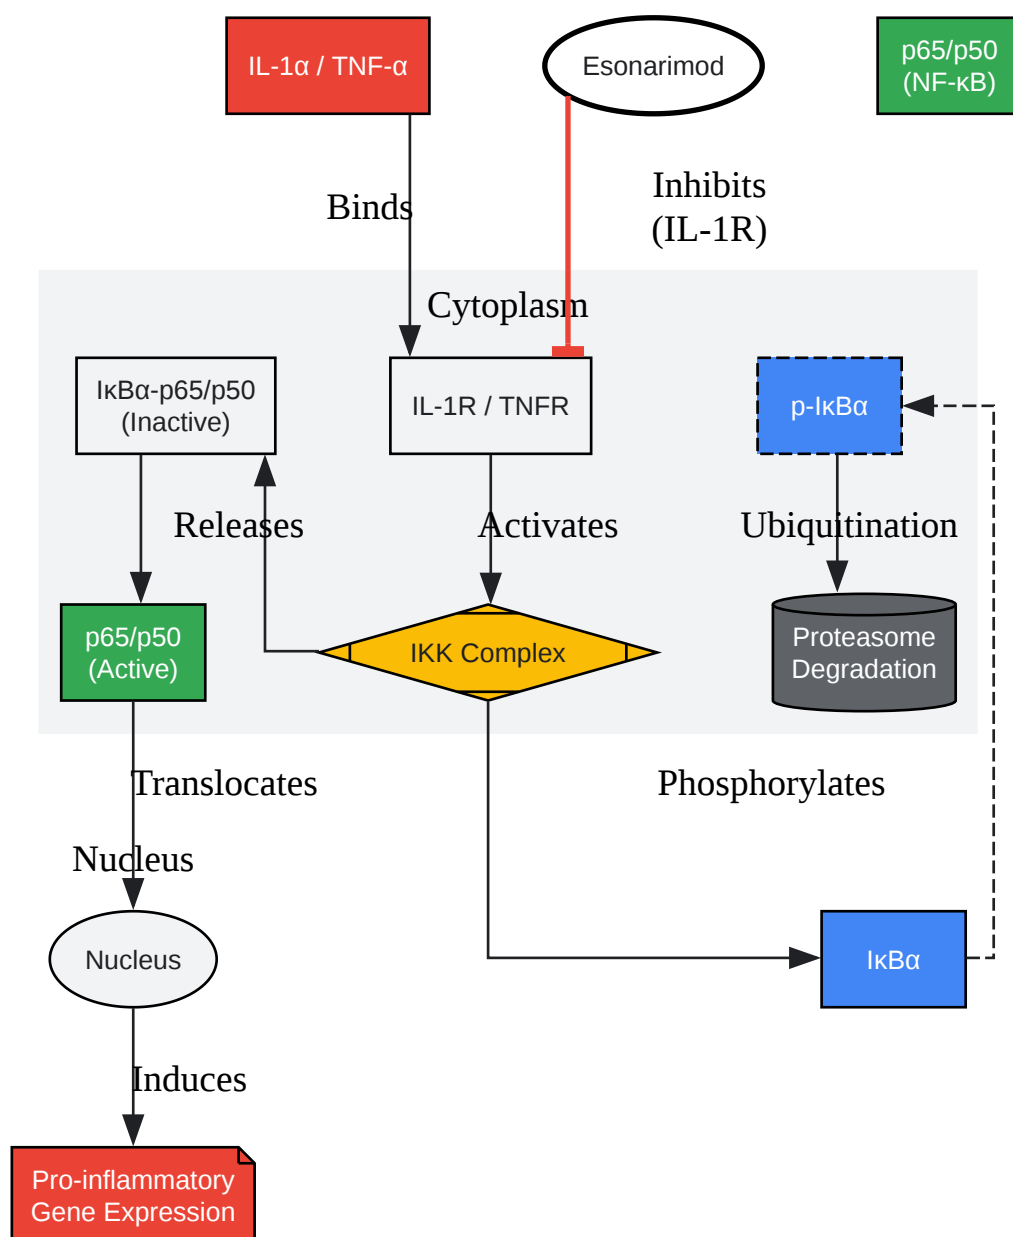 IL-1α / TNF-α
Esonarimod
p65/p50
(NF-κB)
Binds
Inhibits
(IL-1R)
Cytoplasm
IκBα-p65/p50
(Inactive)
IL-1R / TNFR
p-IκBα
Releases
Activates
Ubiquitination
p65/p50
(Active)
IKK Complex
Proteasome
Degradation
Translocates
Phosphorylates
Nucleus
Nucleus
IκBα
Induces
Pro-inflammatory
Gene Expression